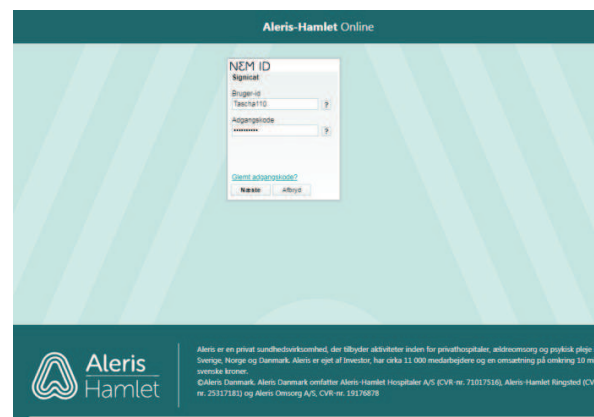 Aleris-Hamlet Online
NEM ID
Signicat
Bruger-id
Tascha110
?
Adgangskode
••••••••••
?
Glemt adgangskode?
Næste Afbryd
Aleris Hamlet
Aleris er en privat sundhedsvirksomhed, der tilbyder aktiviteter inden for privathospitaler, ældreomsorg og psykisk pleje
Sverige, Norge og Danmark. Aleris er ejet af Investor, har cirka 11 000 medarbejdere og en omsætning på omkring 10 m
svenske kroner.
©Aleris Danmark. Aleris Danmark omfatter Aleris-Hamlet Hospitaler A/S (CVR-nr. 71017516), Aleris-Hamlet Ringsted (CV
nr. 25317181) og Aleris Omsorg A/S, CVR-nr. 19176878